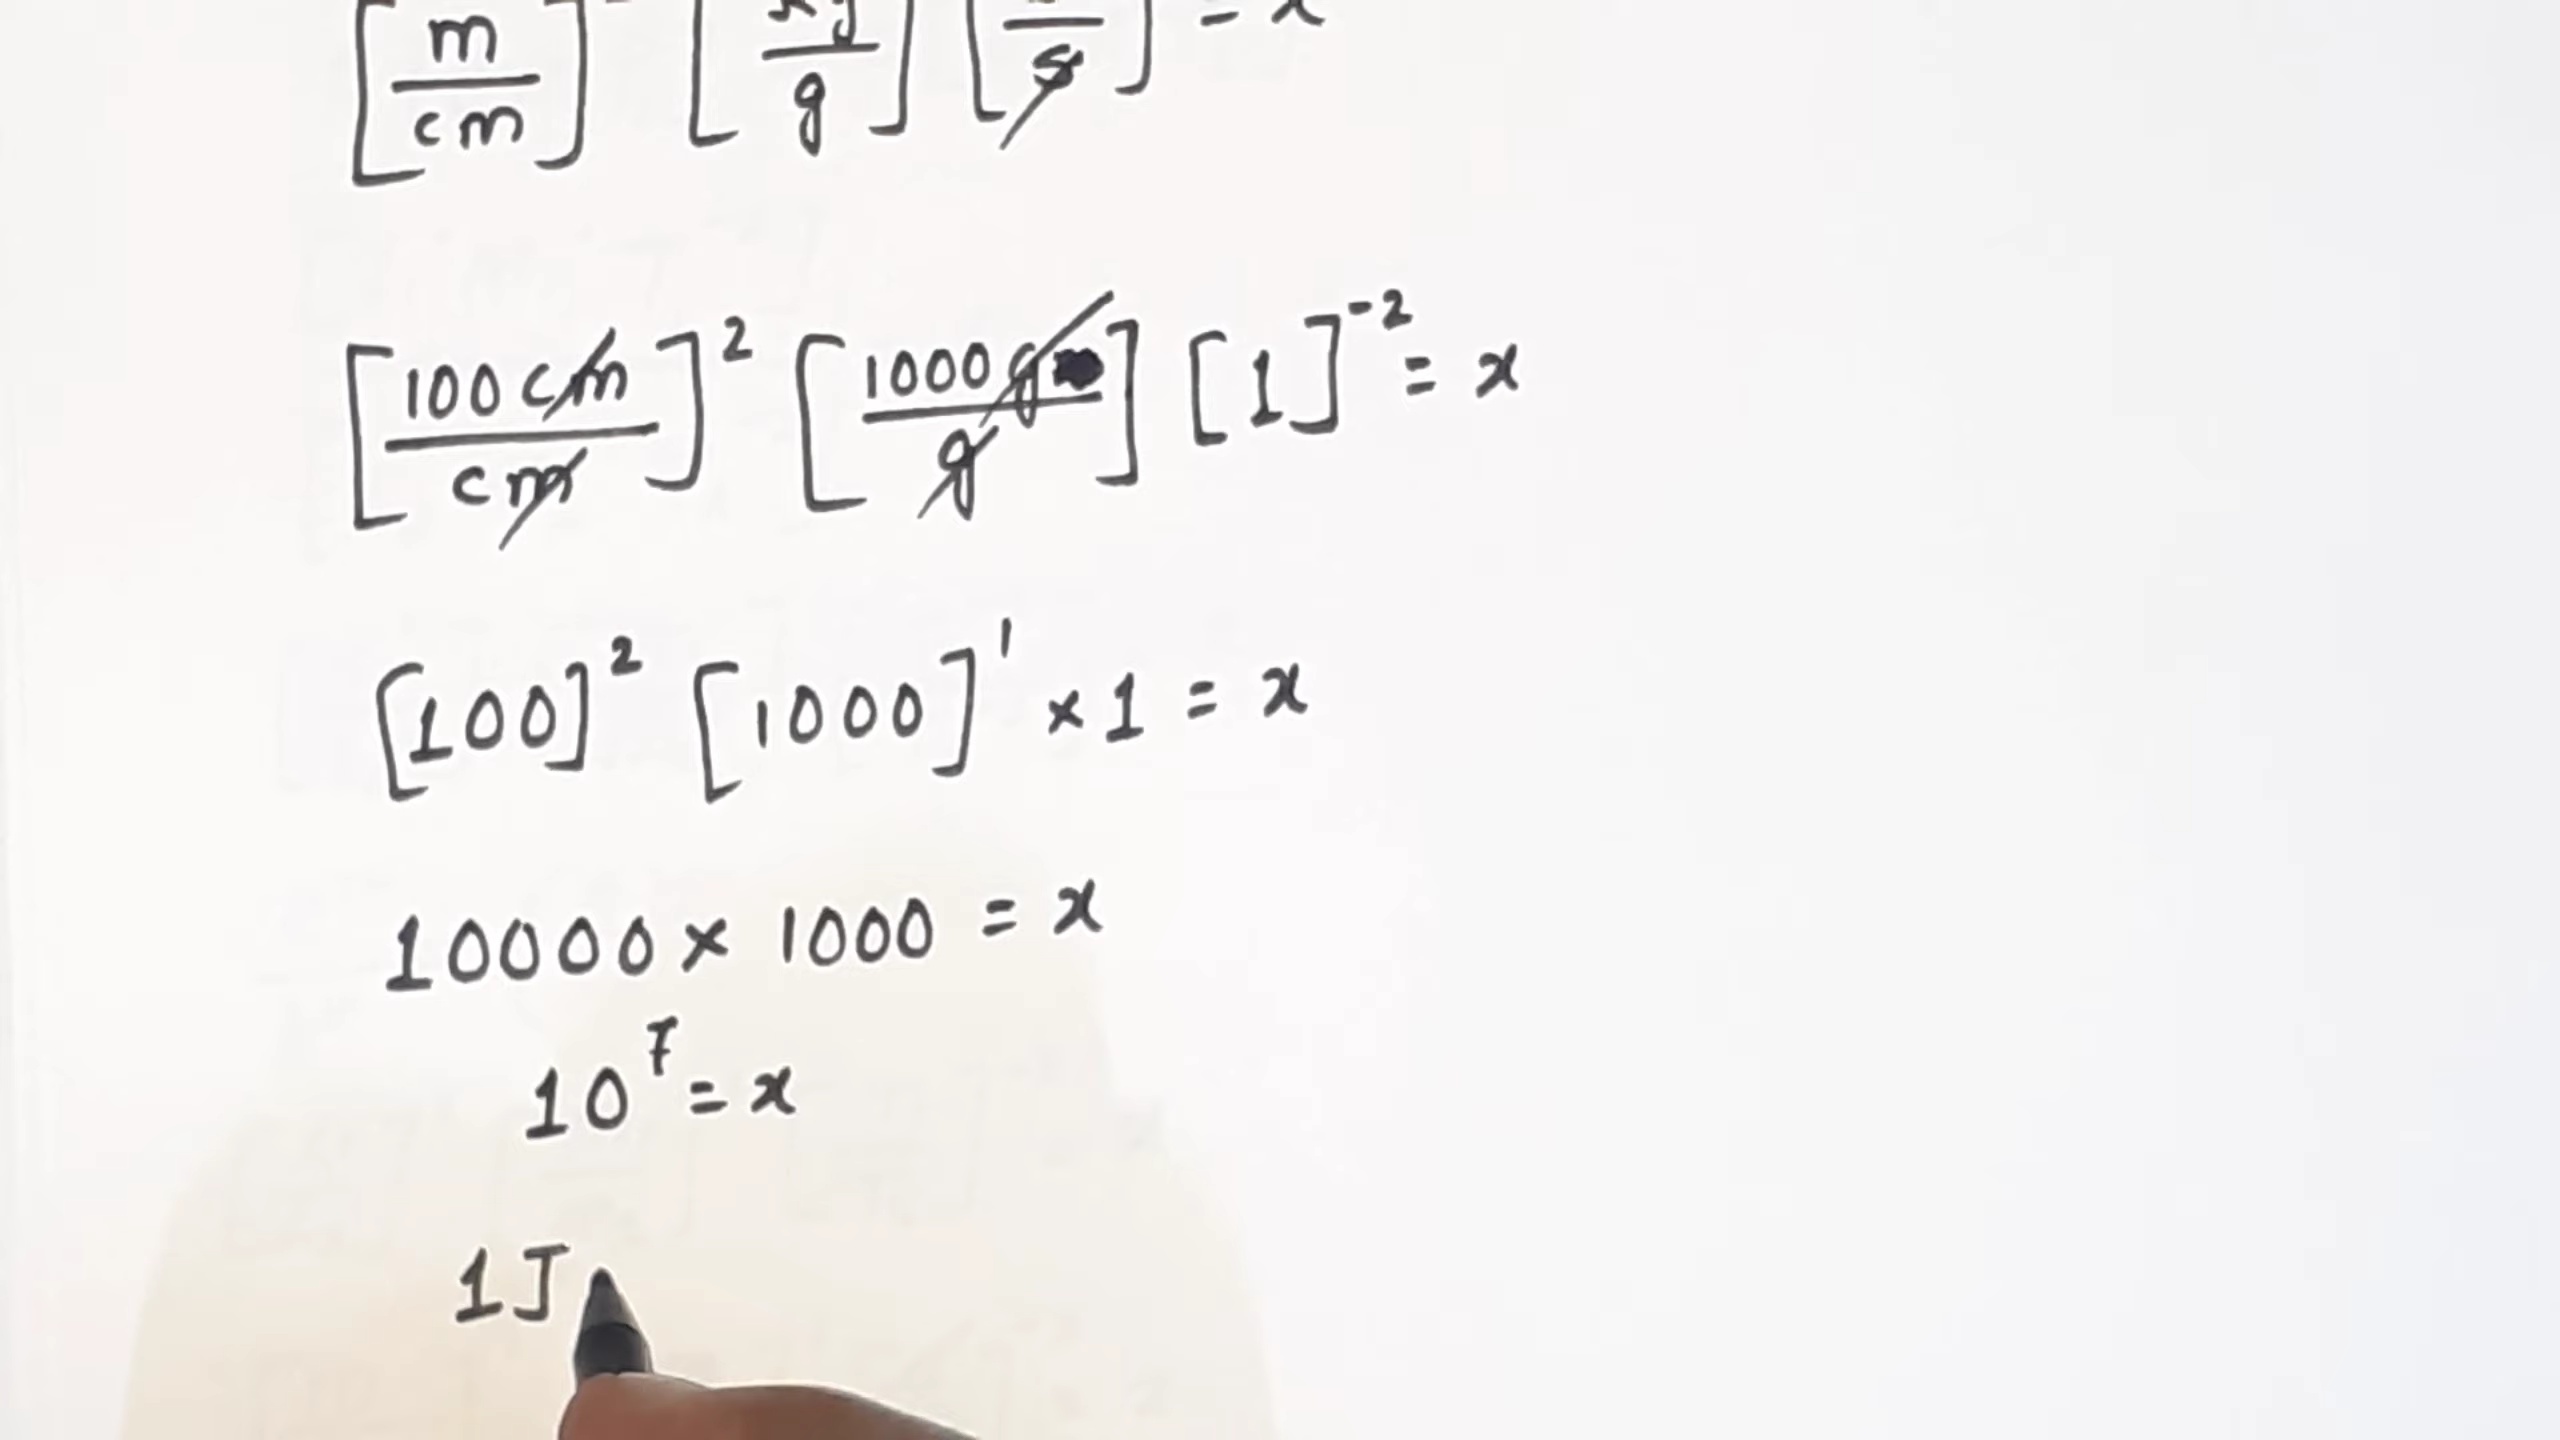 [m/cm] [kg/g] [s/s] = x
[100 cm/cm]² [1000 g/g] [1]⁻² = x
[100]² [1000]¹ × 1 = x
10000 × 1000 = x
10⁷ = x
1J